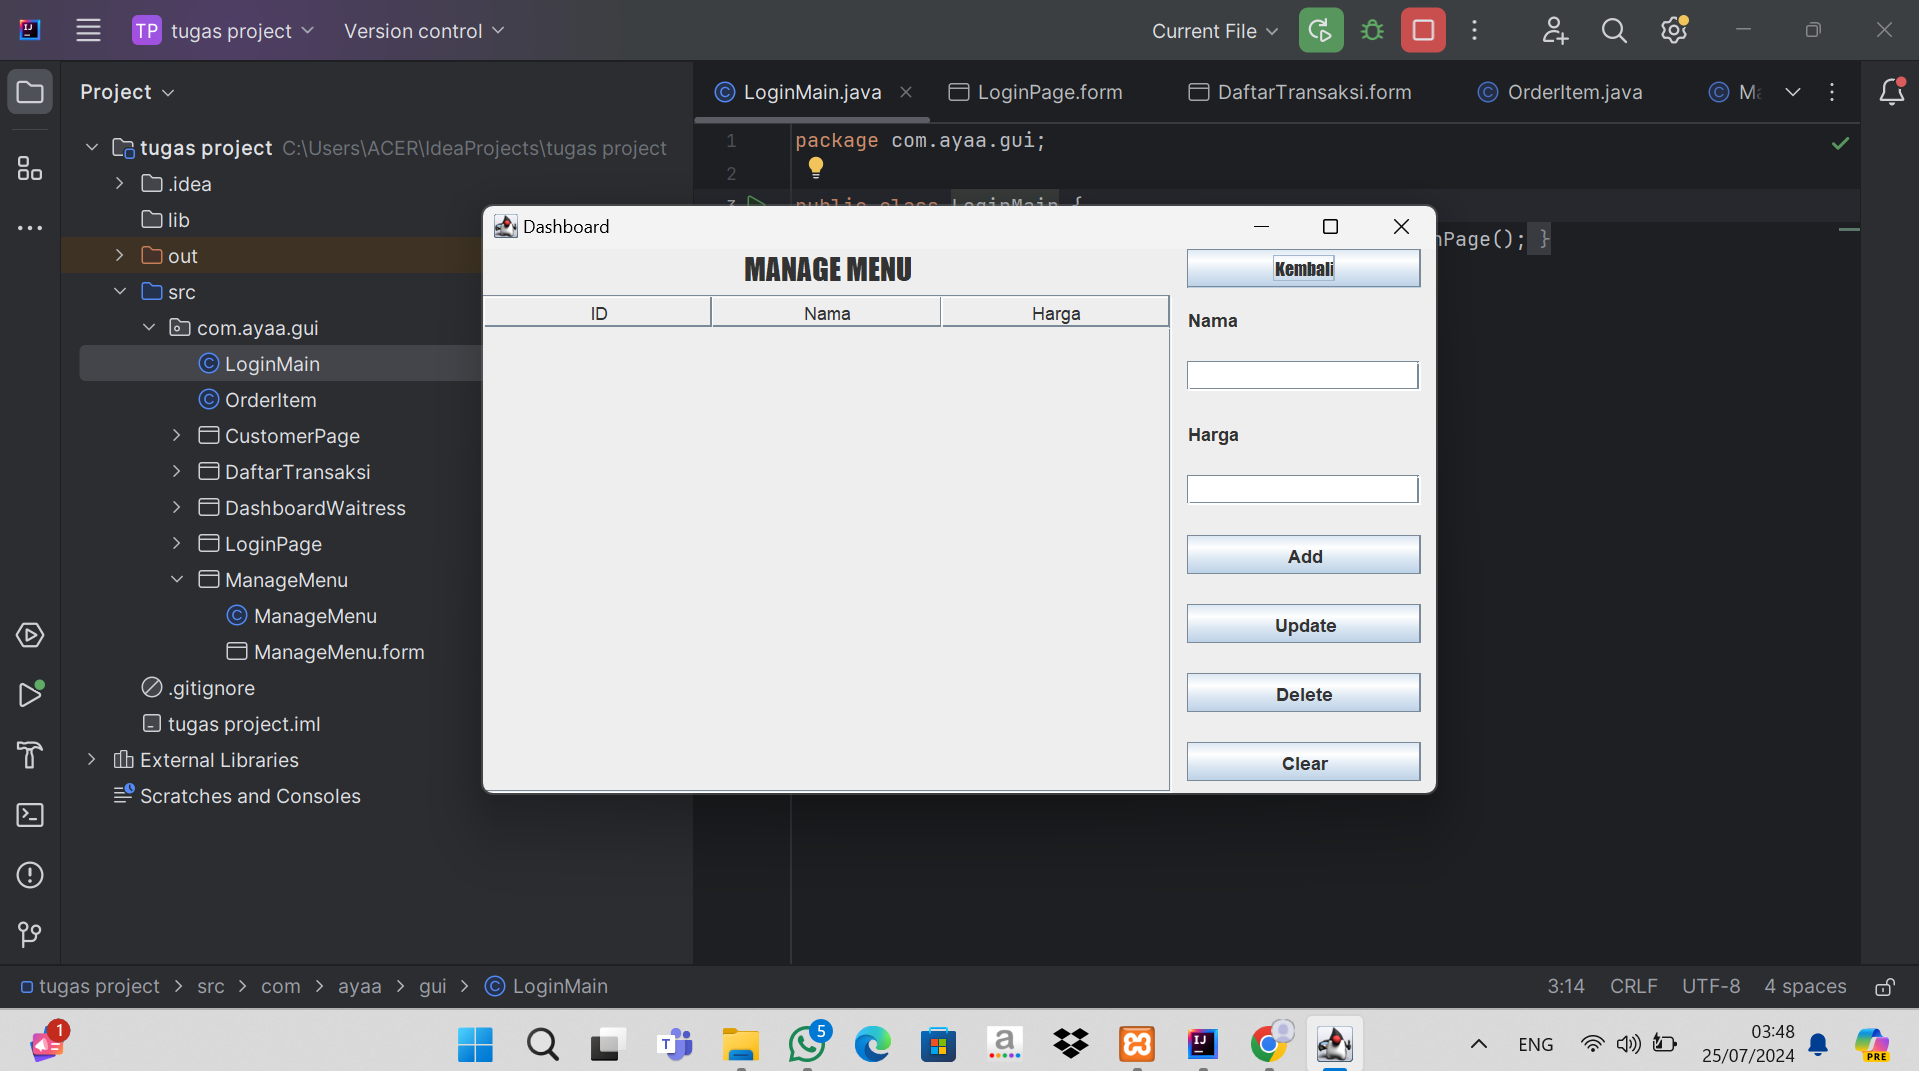 TP tugas project Version control Current File
Project
LoginMain.java LoginPage.form DaftarTransaksi.form OrderItem.java
tugas project C:\Users\ACER\IdeaProjects\tugas project
.idea
lib
out
src
com.ayaa.gui
LoginMain
OrderItem
CustomerPage
DaftarTransaksi
DashboardWaitress
LoginPage
ManageMenu
ManageMenu
ManageMenu.form
.gitignore
tugas project.iml
External Libraries
Scratches and Consoles
1 package com.ayaa.gui;
2
3 public class LoginMain {
nPage(); }
Dashboard
MANAGE MENU
Kembali
ID Nama Harga
Nama
Harga
Add
Update
Delete
Clear
tugas project > src > com > ayaa > gui > LoginMain
3:14 CRLF UTF-8 4 spaces
1
5
ENG
03:48
25/07/2024
PRE